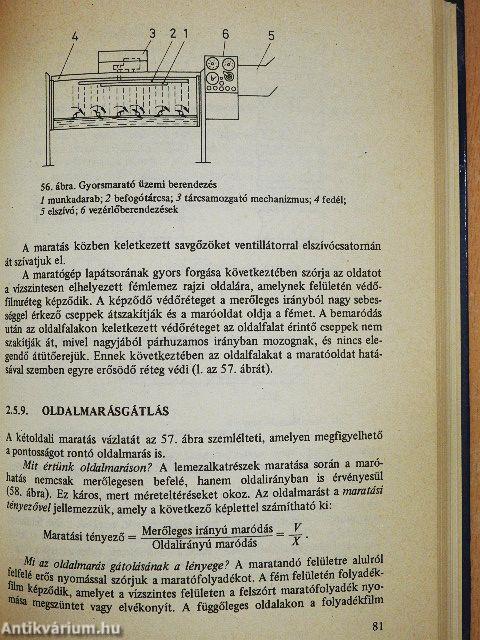 4 3 2 1 6 5
56. ábra. Gyorsmarató üzemi berendezés
1 munkadarab; 2 befogótárcsa; 3 tárcsamozgató mechanizmus; 4 fedél;
5 elszívó; 6 vezérlőberendezések
A maratás közben keletkezett savgőzöket ventillátorral elszívócsatornán
át szívatjuk el.
A maratógép lapátsorának gyors forgása következtében szórja az oldatot
a vízszintesen elhelyezett fémlemez rajzi oldalára, amelynek felületén védő-
filmréteg képződik. A képződő védőréteget a merőleges irányból nagy sebes-
séggel érkező cseppek átszakítják és a maróoldat oldja a fémet. A bemaródás
után az oldalfalakon keletkezett védőréteget az oldalfalat érintő cseppek nem
szakítják át, mivel nagyjából párhuzamos irányban mozognak, és nincs ele-
gendő átütőerejük. Ennek következtében az oldalfalakat a maratóoldat hatá-
sával szemben egyre erősödő réteg védi (l. az 57. ábrát).
2.5.9. OLDALMARÁSGÁTLÁS
A kétoldali maratás vázlatát az 57. ábra szemlélteti, amelyen megfigyelhető
a pontosságot rontó oldalmarás is.
Mit értünk oldalmaráson? A lemezalkatrészek maratása során a maró-
hatás nemcsak merőlegesen befelé, hanem oldalirányban is érvényesül
(58. ábra). Ez káros, mert méreteltéréseket okoz. Az oldalmarást a maratási
tényezővel jellemezzük, amely a következő képlettel számítható ki:
Maratási tényező = Merőleges irányú maródás / Oldalirányú maródás = V / X .
Mi az oldalmarás gátolásának a lényege? A maratandó felületre alulról
felfelé erős nyomással szórjuk a maratófolyadékot. A fém felületén folyadék-
film képződik, amelyet a vízszintes felületen a felszórt maratófolyadék nyo-
mása megszüntet vagy elvékonyít. A függőleges oldalakon a folyadékfilm
81
Antikvárium.hu